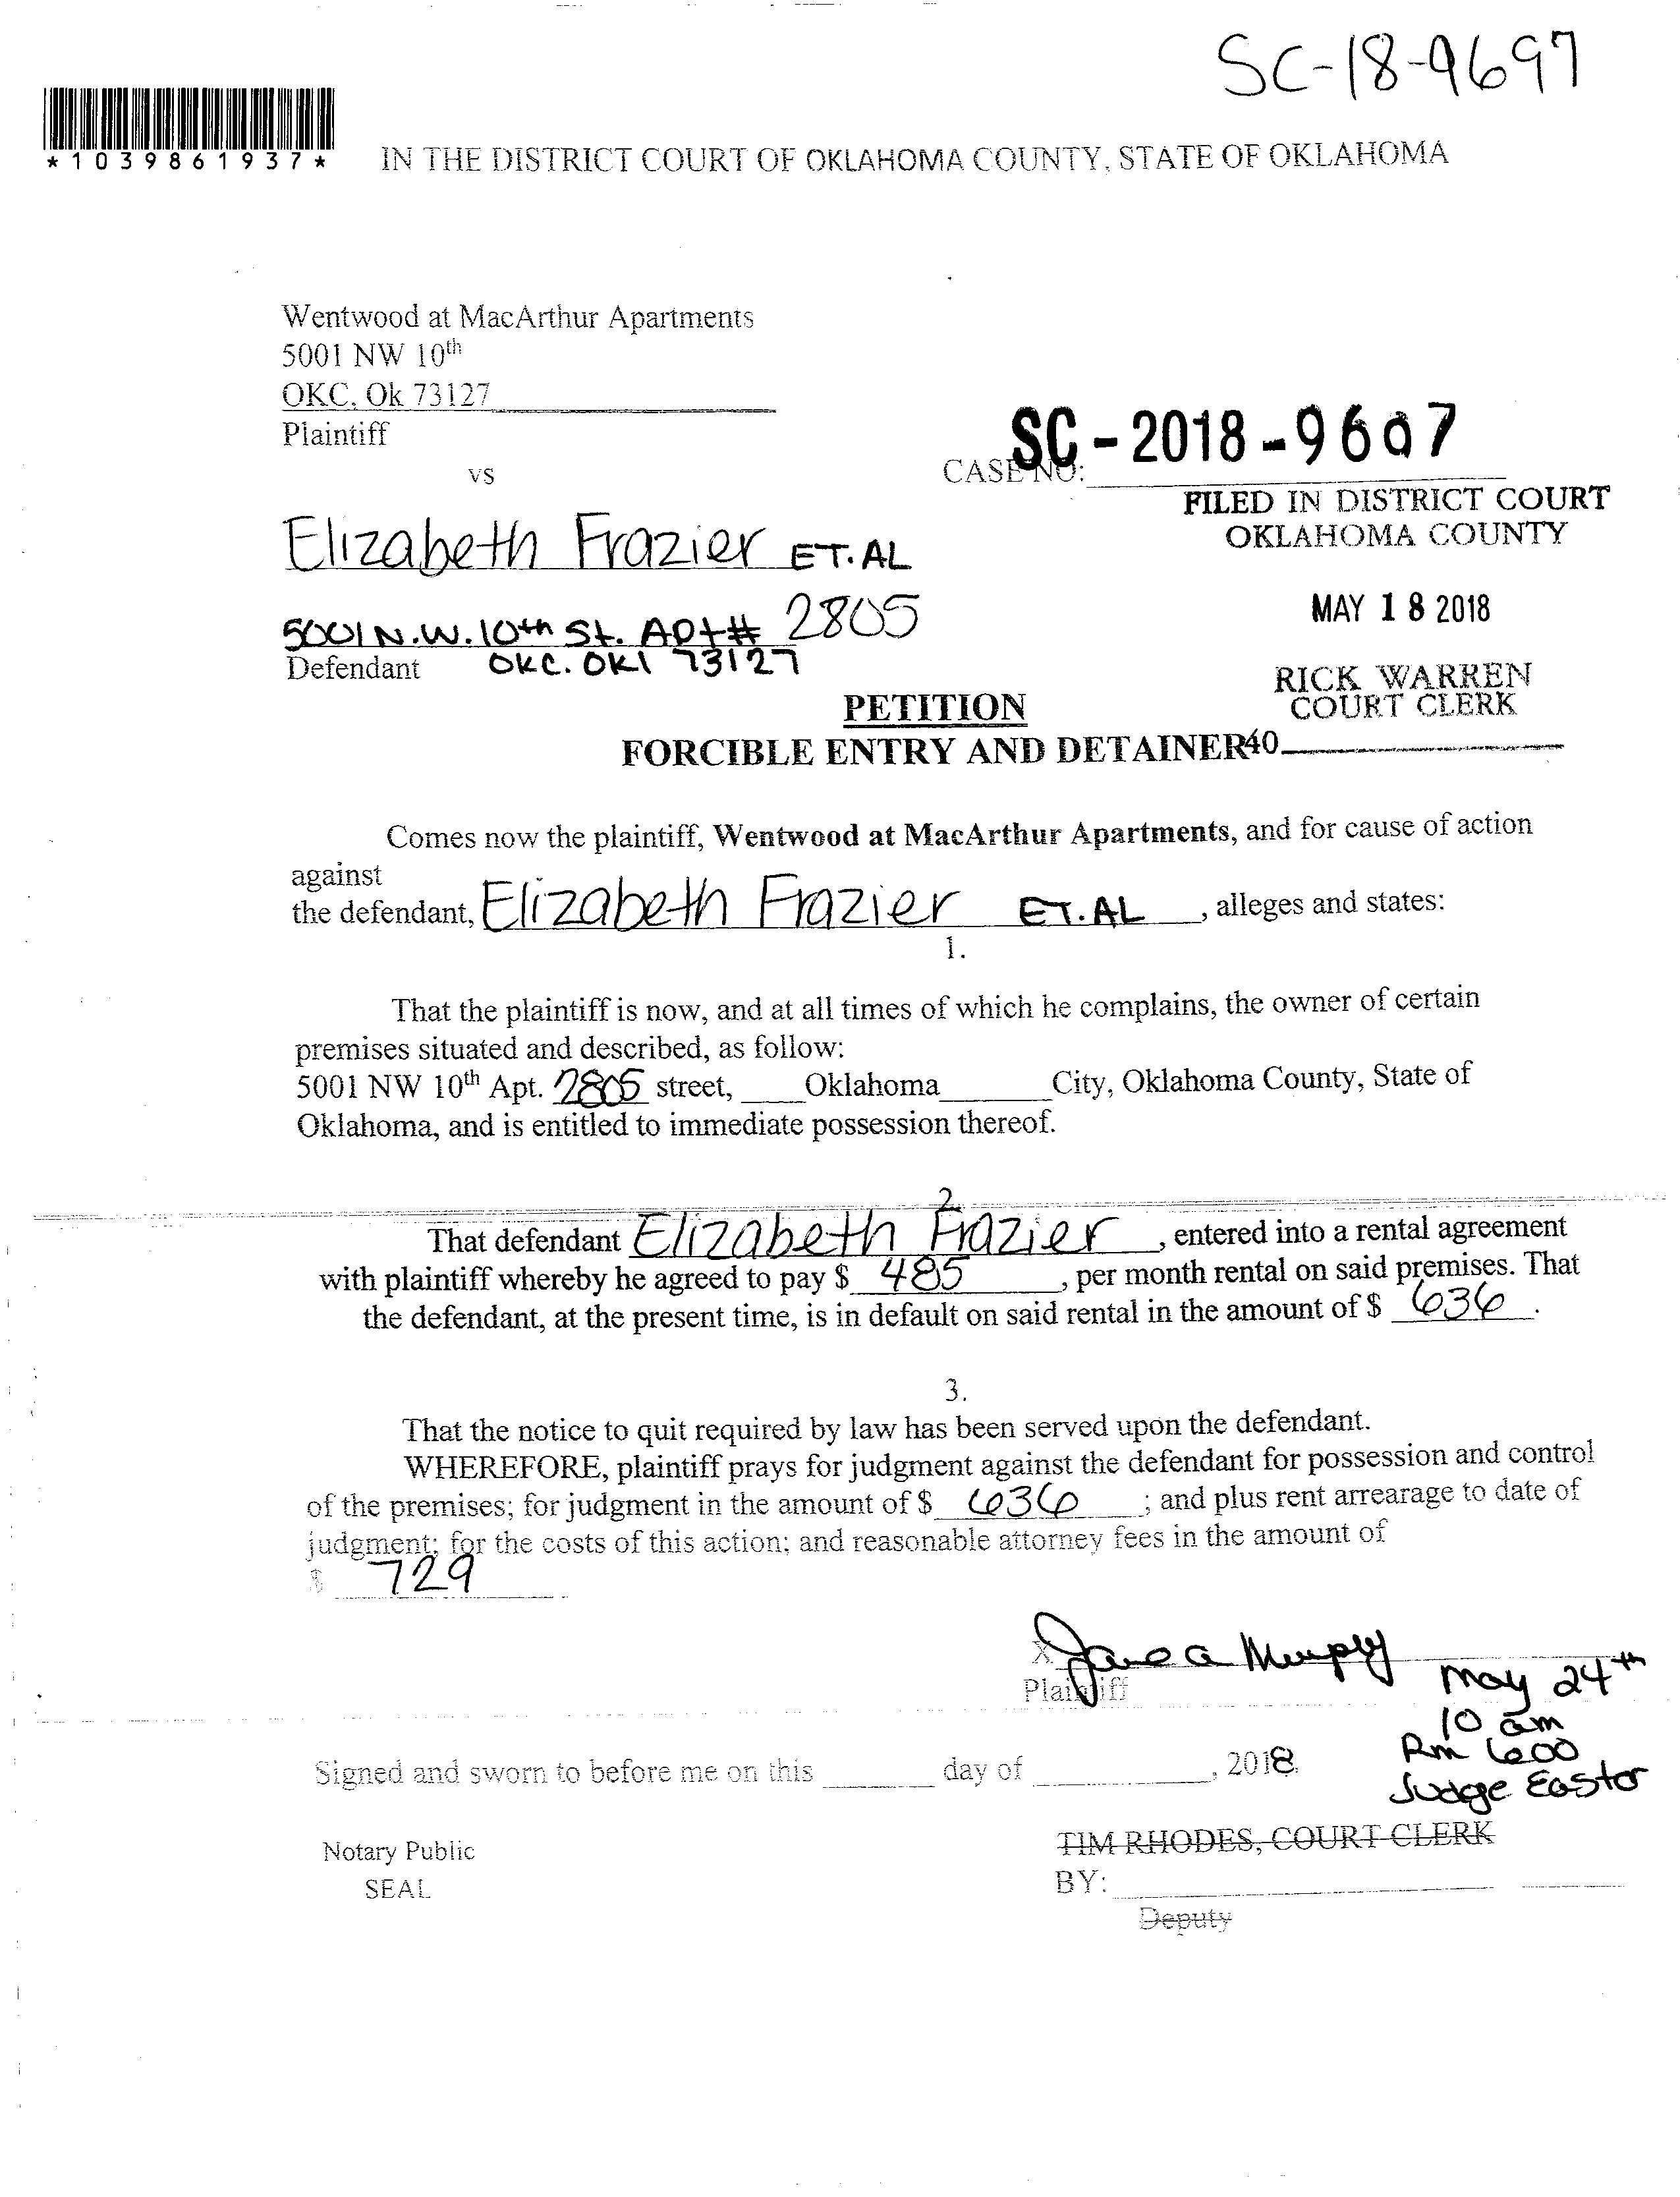 SC-18-9697
*1039861937*
IN THE DISTRICT COURT OF OKLAHOMA COUNTY, STATE OF OKLAHOMA
Wentwood at MacArthur Apartments
5001 NW 10th
OKC, Ok 73127
Plaintiff
vs
CASE NO:
SC-2018-9607
FILED IN DISTRICT COURT
OKLAHOMA COUNTY
Elizabeth Frazier ET.AL
MAY 18 2018
5001 N.W. 10th St. Apt# 2805
Defendant OKC. OKl 73127
RICK WARREN
COURT CLERK
PETITION
FORCIBLE ENTRY AND DETAINER
40
Comes now the plaintiff, Wentwood at MacArthur Apartments, and for cause of action
against
the defendant, Elizabeth Frazier ET.AL, alleges and states:
1.
That the plaintiff is now, and at all times of which he complains, the owner of certain
premises situated and described, as follow:
5001 NW 10th Apt. 2805 street, Oklahoma City, Oklahoma County, State of
Oklahoma, and is entitled to immediate possession thereof.
2.
That defendant Elizabeth Frazier, entered into a rental agreement
with plaintiff whereby he agreed to pay $ 485, per month rental on said premises. That
the defendant, at the present time, is in default on said rental in the amount of $ 636.
3.
That the notice to quit required by law has been served upon the defendant.
WHEREFORE, plaintiff prays for judgment against the defendant for possession and control
of the premises; for judgment in the amount of $ 636; and plus rent arrearage to date of
judgment; for the costs of this action; and reasonable attorney fees in the amount of
$ 729
X Jane a Murphy
Plaintiff
May 24th
10 am
Rm 600
Judge Easter
Signed and sworn to before me on this day of, 2018.
Notary Public
SEAL
TIM RHODES, COURT CLERK
BY:
Deputy